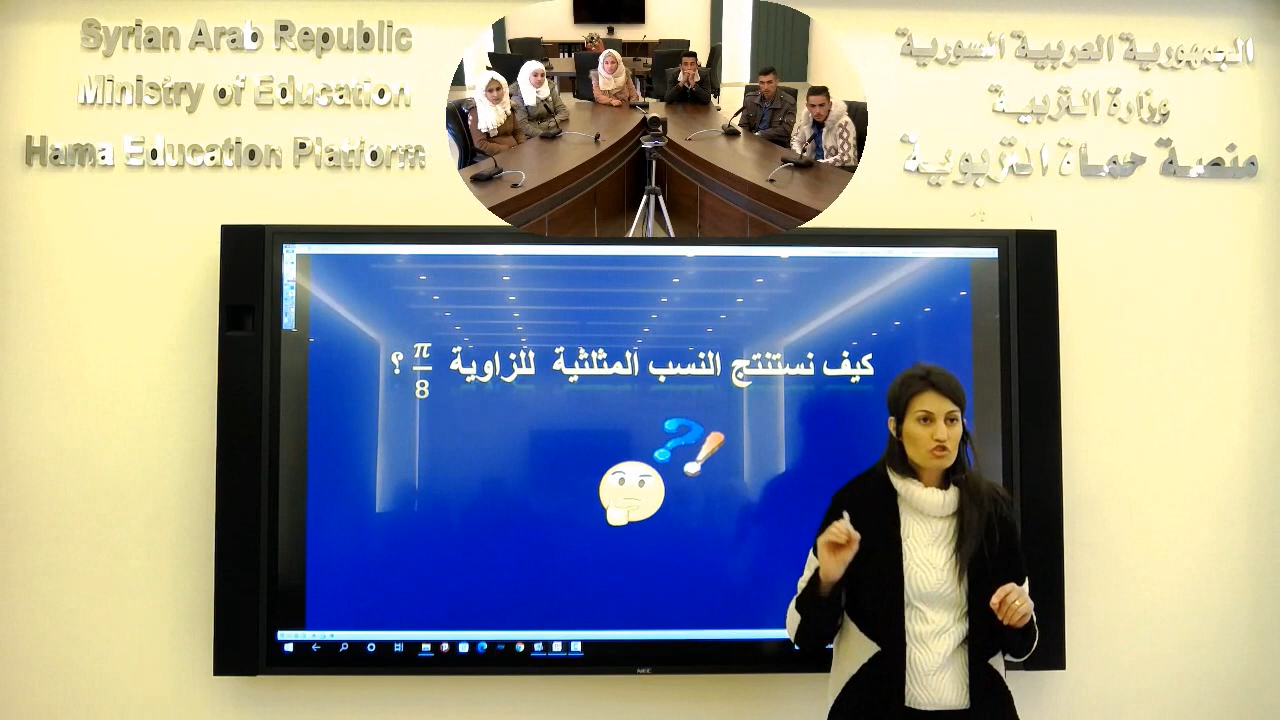 Syrian Arab Republic
Ministry of Education
Hama Education Platform
الجمهورية العربية السورية
وزارة التربية
منصة حماة التربوية
كيف نستنتج النسب المثلثية للزاوية π/8 ؟
NEC